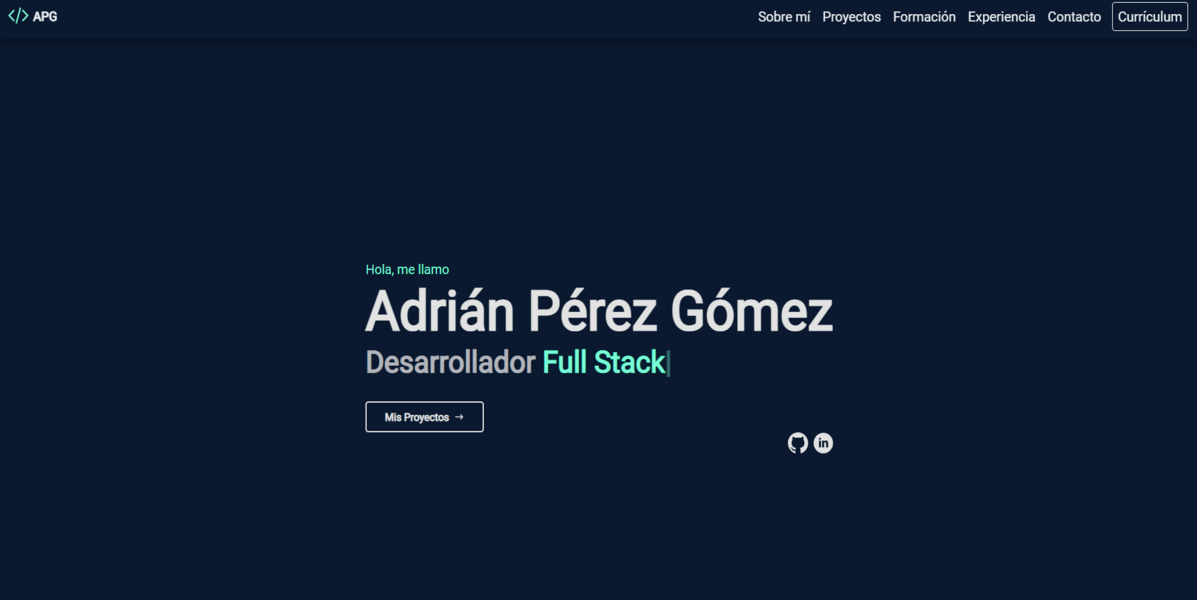 </> APG
Sobre mí Proyectos Formación Experiencia Contacto Currículum
Hola, me llamo
Adrián Pérez Gómez
Desarrollador Full Stack|
Mis Proyectos →
in